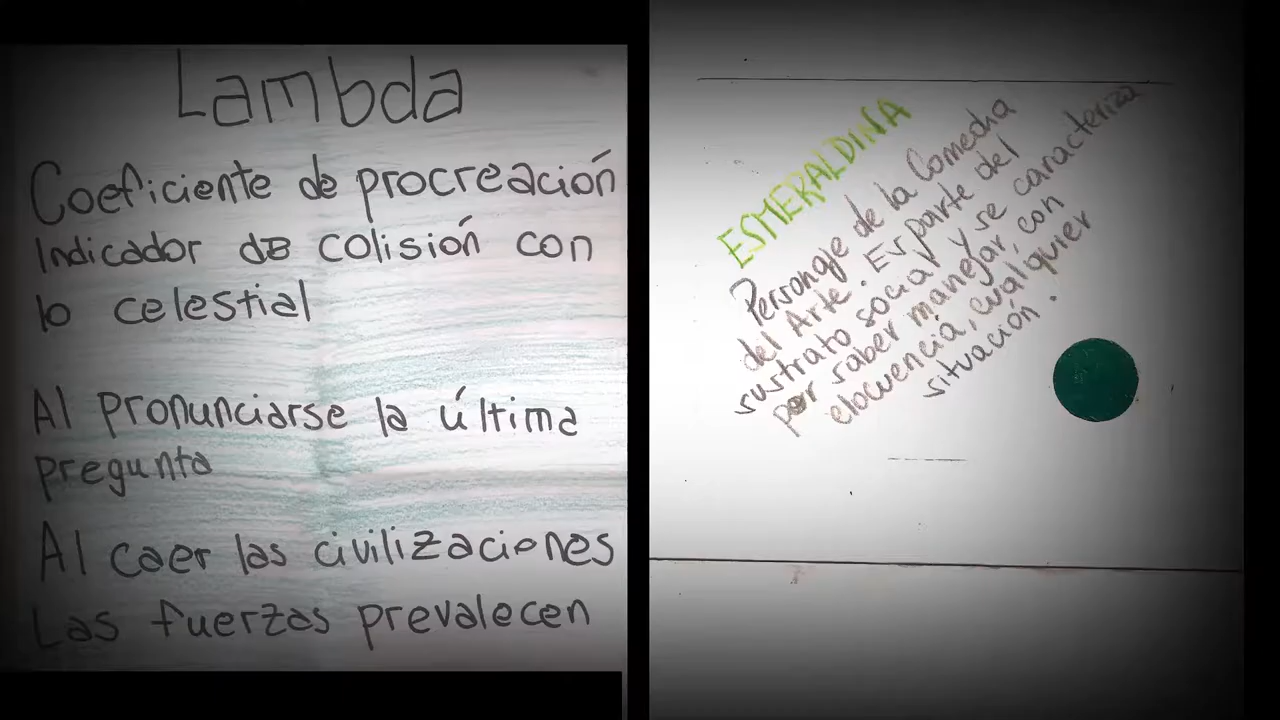 Lambda
Coeficiente de procreación
Indicador de colisión con
lo celestial
Al pronunciarse la última
pregunta
Al caer las civilizaciones
Las fuerzas prevalecen
ESMERALDINA
Personaje de la Comedia
del Arte. Es parte del
sustrato social y se caracteriza
por saber manejar, con
elocuencia, cualquier
situación.